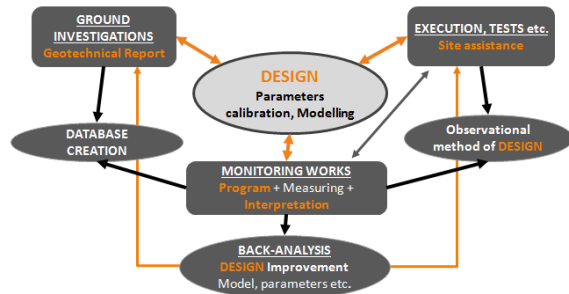 GROUND
INVESTIGATIONS
Geotechnical Report
EXECUTION, TESTS etc.
Site assistance
DESIGN
Parameters
calibration, Modelling
DATABASE
CREATION
Observational
method of DESIGN
MONITORING WORKS
Program + Measuring +
Interpretation
BACK-ANALYSIS
DESIGN Improvement
Model, parameters etc.